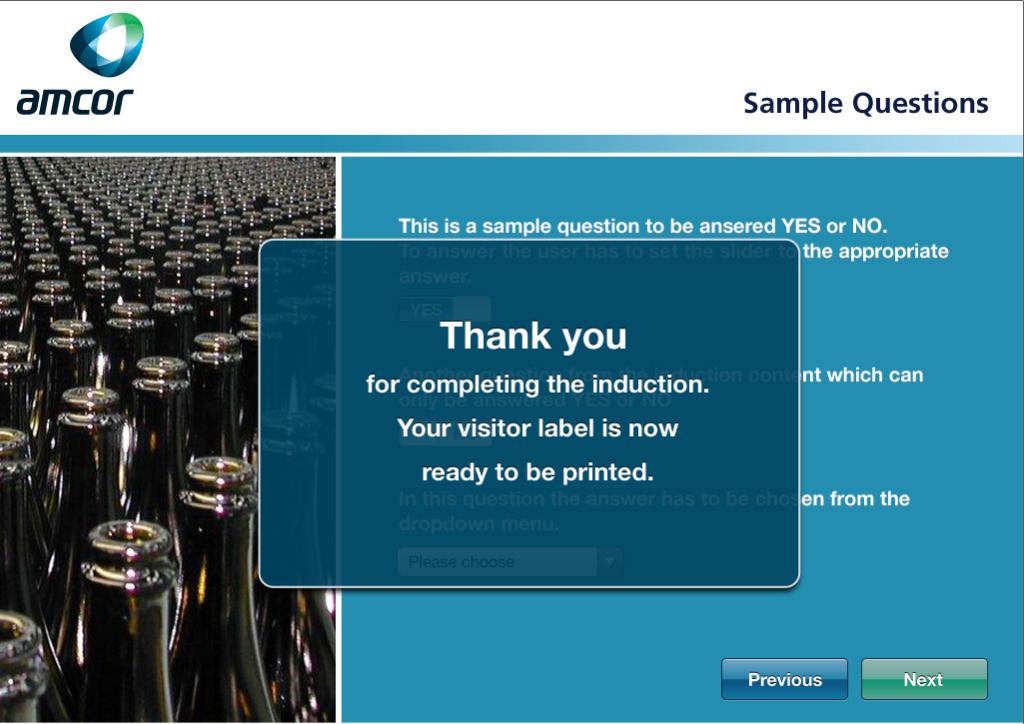 amcor
Sample Questions
This is a sample question to be ansered YES or NO.
To answer the user has to set the slider to the appropriate
answer.
YES
Thank you
for completing the induction.
Your visitor label is now
ready to be printed.
Another question from the induction content which can
only be answered YES or NO
In this question the answer has to be chosen from the
dropdown menu.
Please choose
Previous
Next